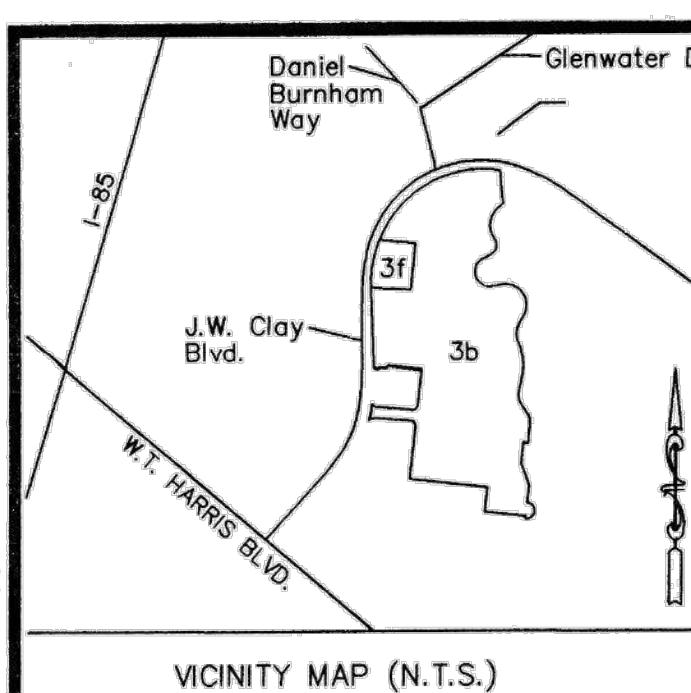 Daniel
Burnham
Way
Glenwater D
I-85
3f
J.W. Clay
Blvd.
3b
W.T. HARRIS BLVD.
VICINITY MAP (N.T.S.)